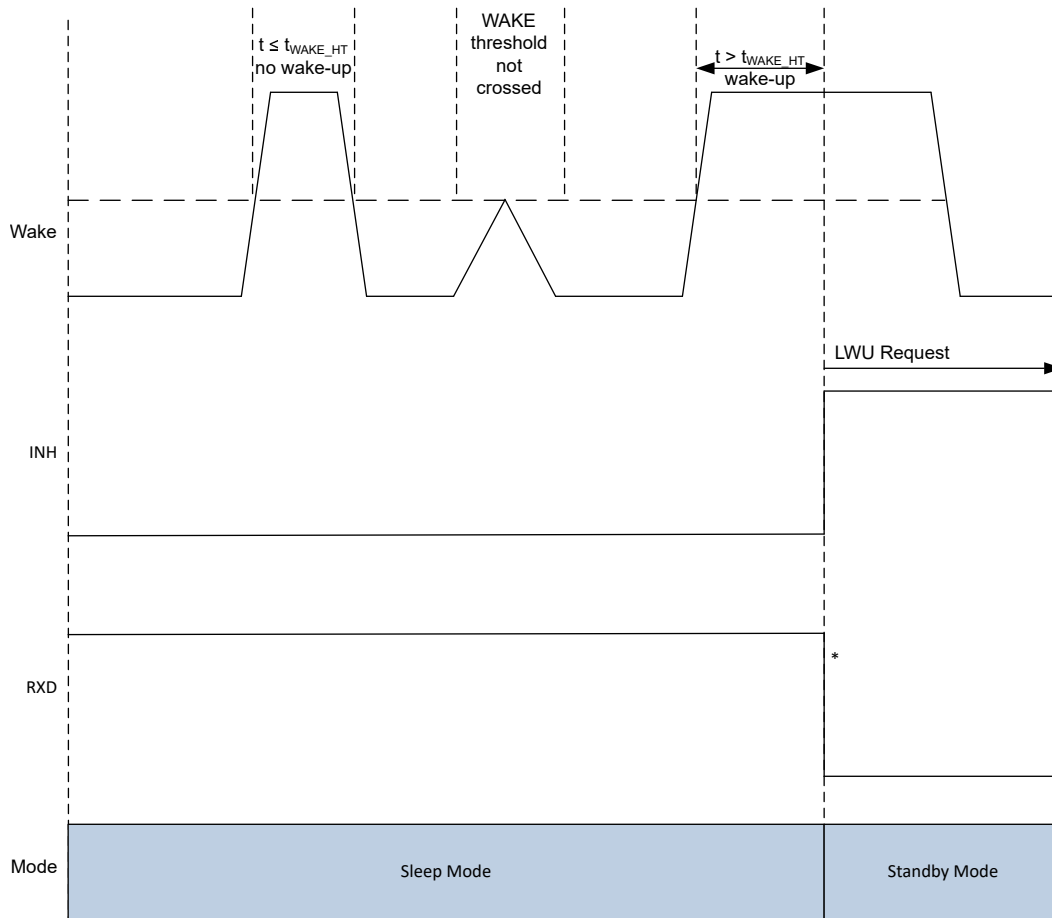 t ≤ tWAKE_HT
no wake-up
WAKE
threshold
not
crossed
t > tWAKE_HT
wake-up
Wake
LWU Request
INH
*
RXD
Mode
Sleep Mode
Standby Mode